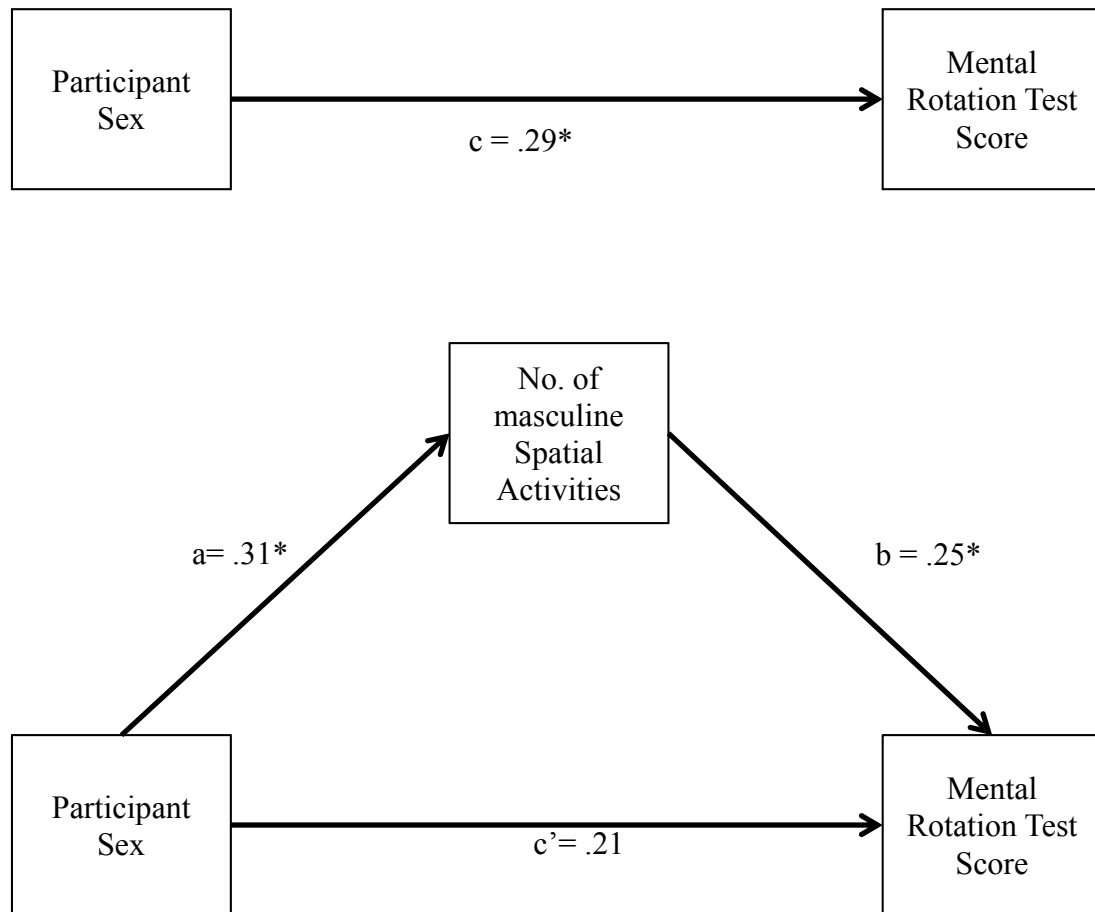 Participant
Sex
c = .29*
Mental
Rotation Test
Score
No. of
masculine
Spatial
Activities
a= .31*
b = .25*
Participant
Sex
c’= .21
Mental
Rotation Test
Score